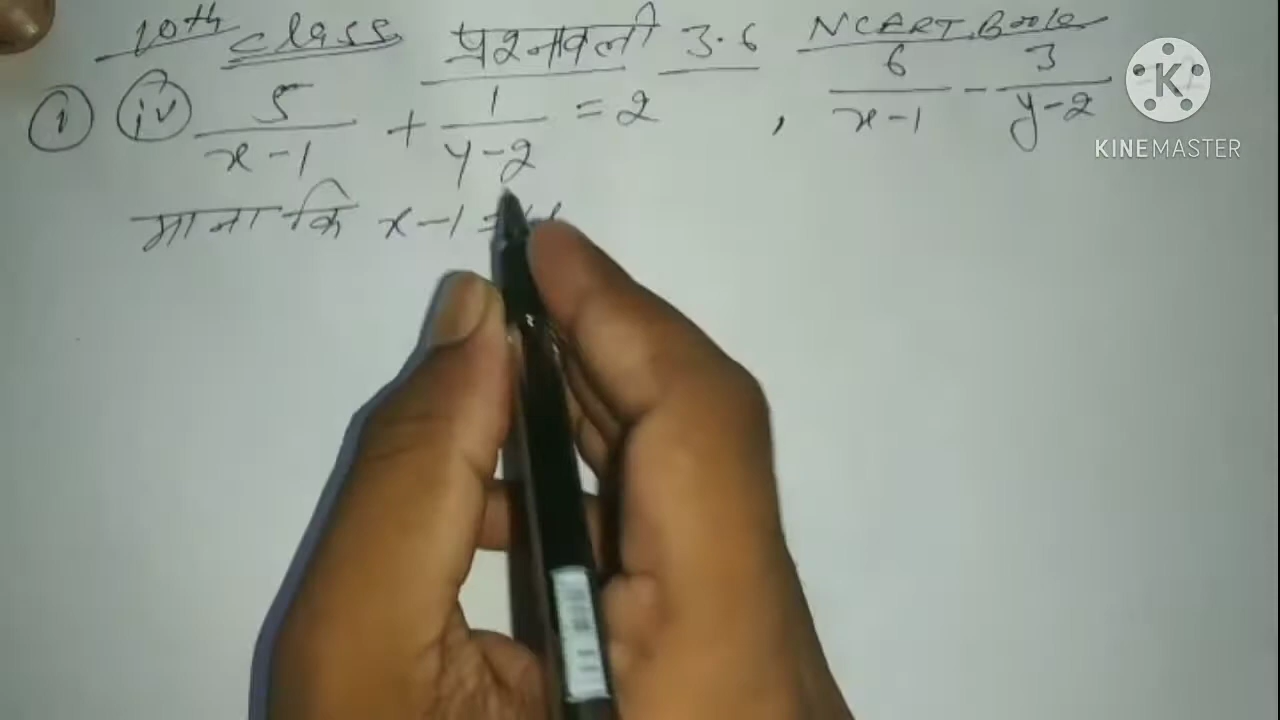 10th class प्रश्नावली 3.6 NCERT Book
① (iv) 5/(x-1) + 1/(y-2) = 2 , 6/(x-1) - 3/(y-2)
माना कि x-1 =
KINEMASTER